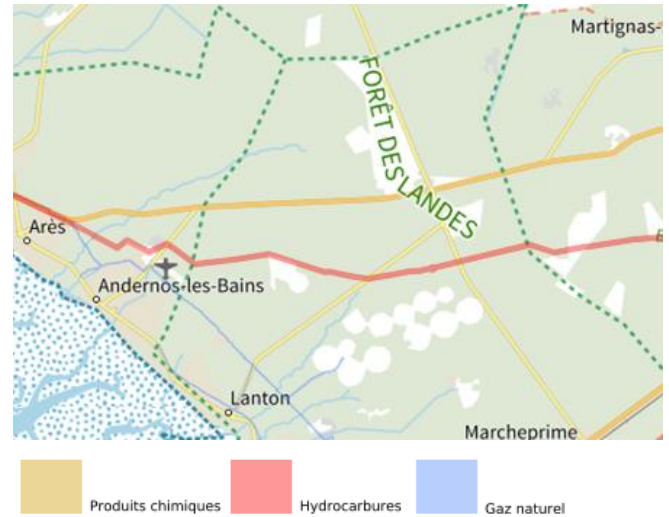 Martignas-
FORÊT DES LANDES
Arès
Andernos-les-Bains
Lanton
Marcheprime
Produits chimiques
Hydrocarbures
Gaz naturel